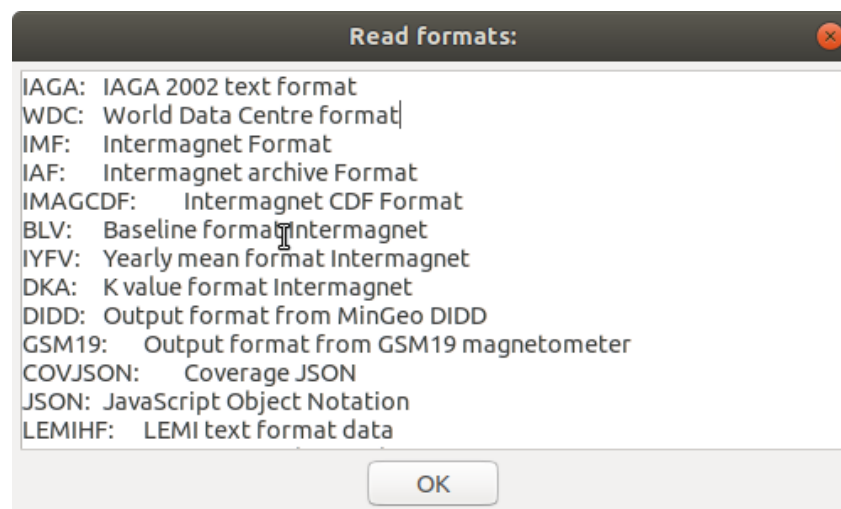 Read formats:
IAGA: IAGA 2002 text format
WDC: World Data Centre format
IMF: Intermagnet Format
IAF: Intermagnet archive Format
IMAGCDF: Intermagnet CDF Format
BLV: Baseline format Intermagnet
IYFV: Yearly mean format Intermagnet
DKA: K value format Intermagnet
DIDD: Output format from MinGeo DIDD
GSM19: Output format from GSM19 magnetometer
COVJSON: Coverage JSON
JSON: JavaScript Object Notation
LEMIHF: LEMI text format data
OK